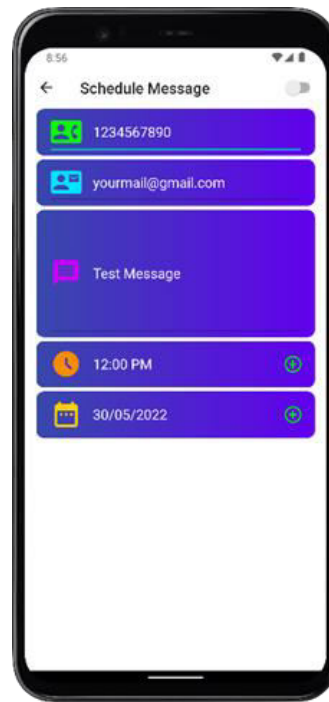 8:56
Schedule Message
1234567890
yourmail@gmail.com
Test Message
12:00 PM
30/05/2022